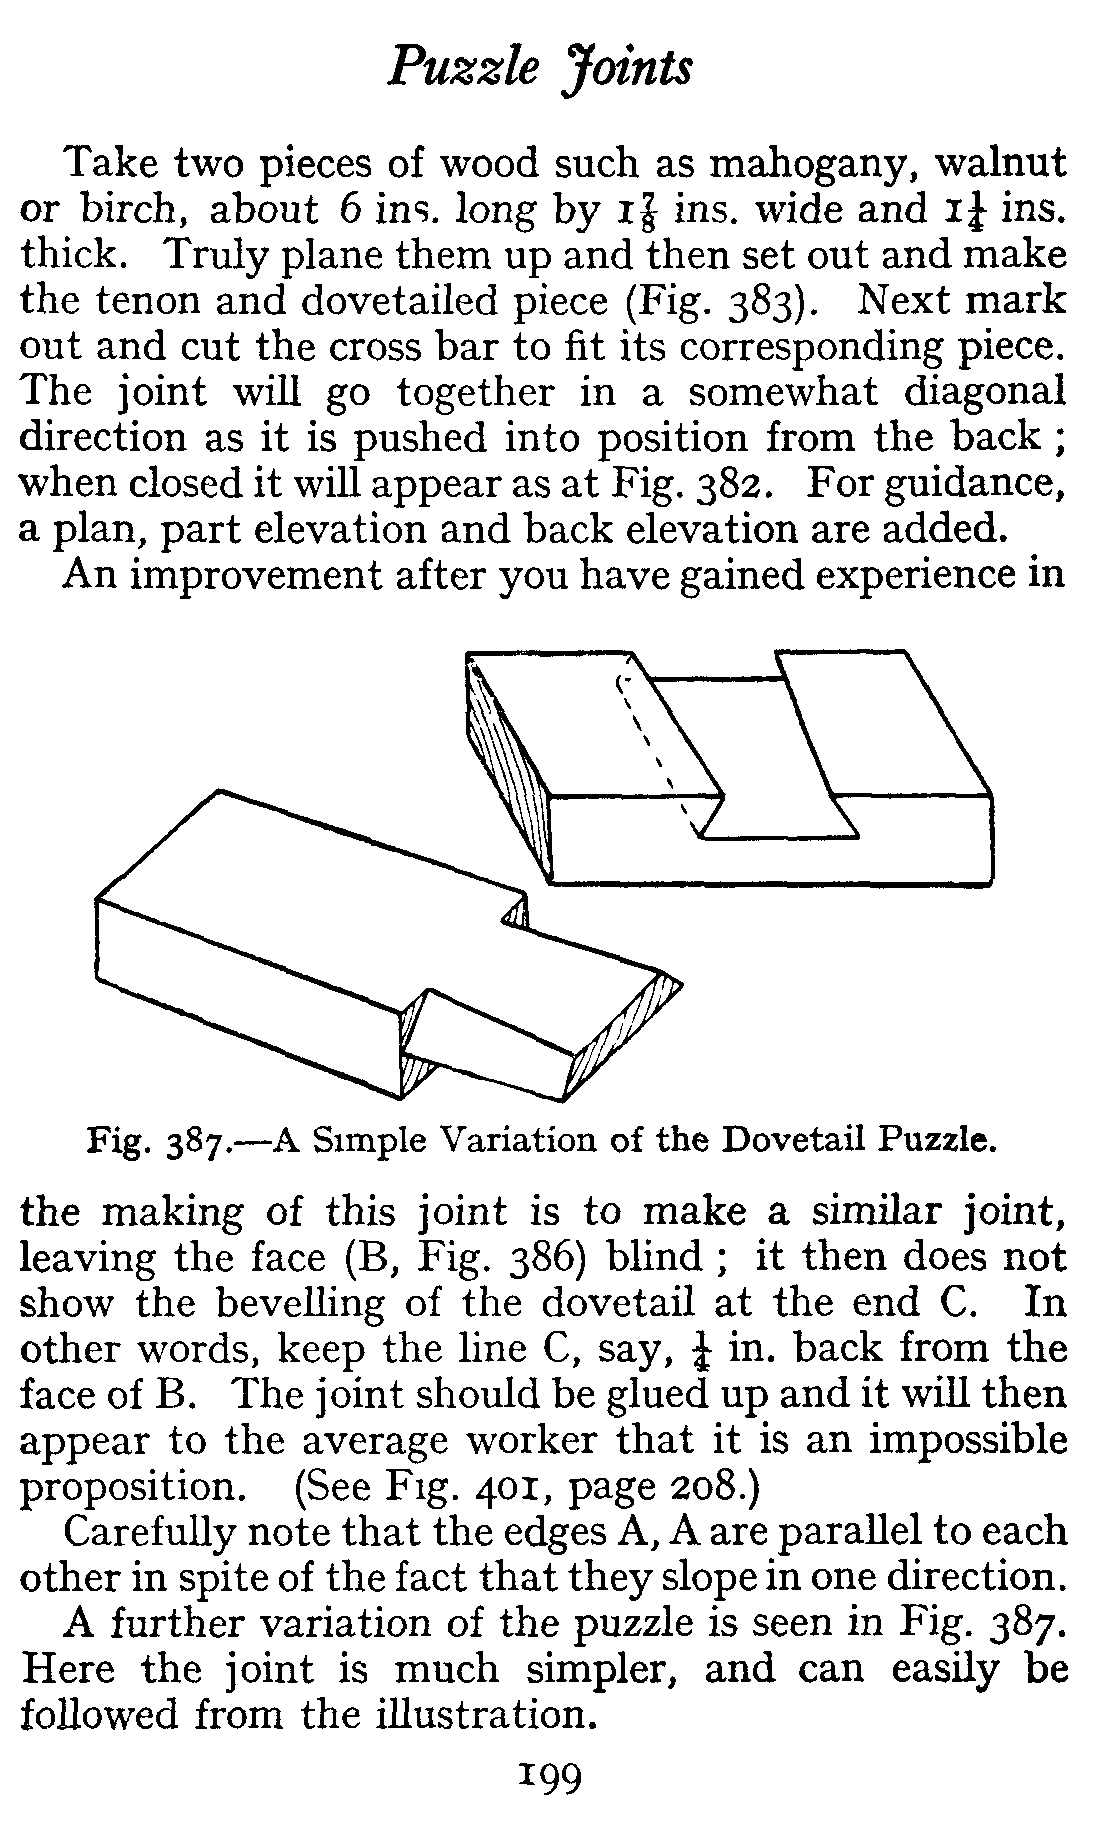 Puzzle Joints
Take two pieces of wood such as mahogany, walnut
or birch, about 6 ins. long by 1⅞ ins. wide and 1¼ ins.
thick. Truly plane them up and then set out and make
the tenon and dovetailed piece (Fig. 383). Next mark
out and cut the cross bar to fit its corresponding piece.
The joint will go together in a somewhat diagonal
direction as it is pushed into position from the back ;
when closed it will appear as at Fig. 382. For guidance,
a plan, part elevation and back elevation are added.
An improvement after you have gained experience in
Fig. 387.—A Simple Variation of the Dovetail Puzzle.
the making of this joint is to make a similar joint,
leaving the face (B, Fig. 386) blind ; it then does not
show the bevelling of the dovetail at the end C. In
other words, keep the line C, say, ¼ in. back from the
face of B. The joint should be glued up and it will then
appear to the average worker that it is an impossible
proposition. (See Fig. 401, page 208.)
Carefully note that the edges A, A are parallel to each
other in spite of the fact that they slope in one direction.
A further variation of the puzzle is seen in Fig. 387.
Here the joint is much simpler, and can easily be
followed from the illustration.
199